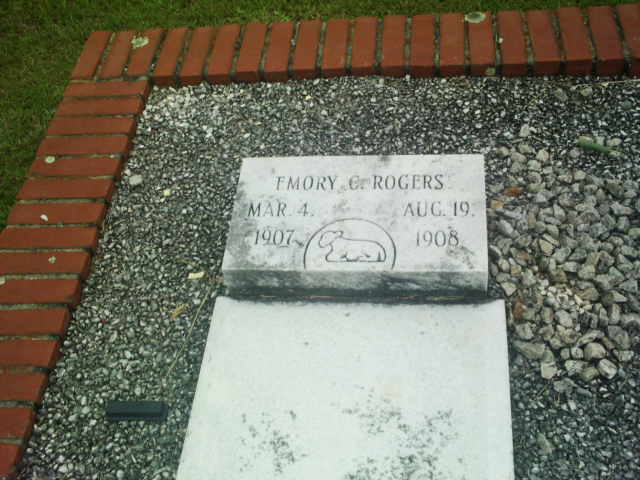 EMORY C. ROGERS
MAR. 4. AUG. 19.
1907 1908